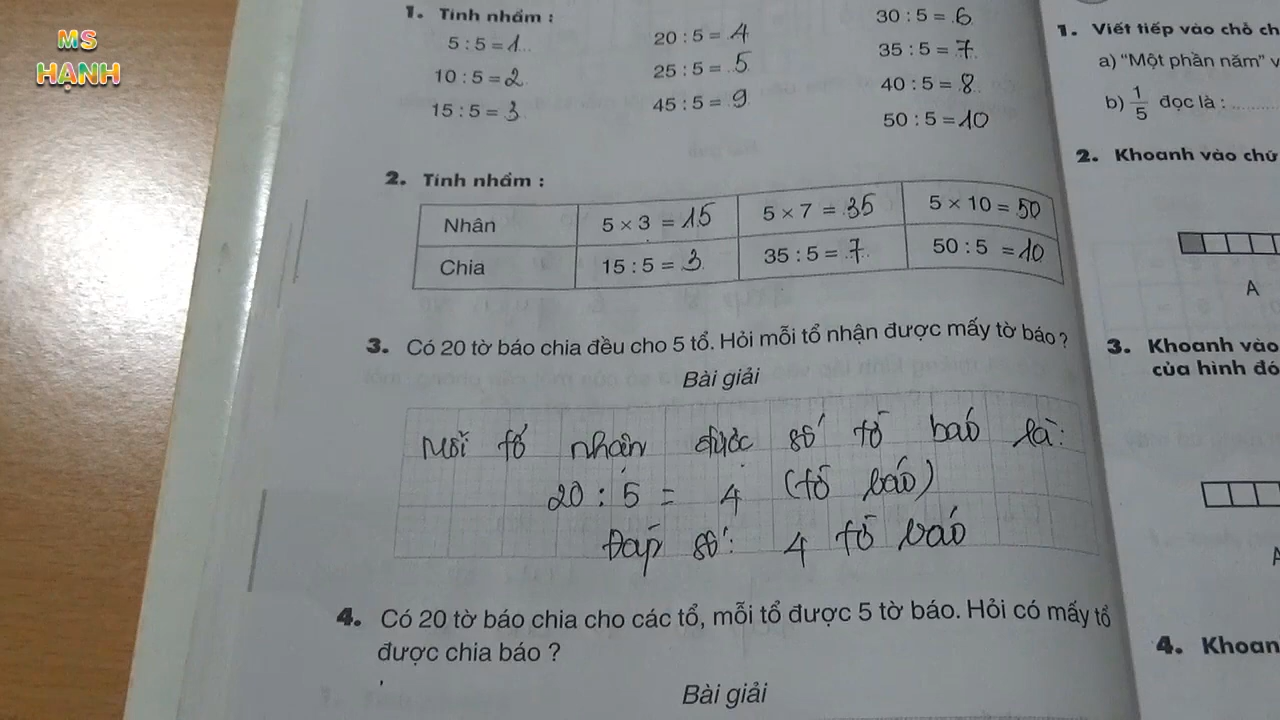 MS
HẠNH
1. Tính nhẩm :
5 : 5 = 1
20 : 5 = 4
30 : 5 = 6
10 : 5 = 2
25 : 5 = 5
35 : 5 = 7
15 : 5 = 3
45 : 5 = 9
40 : 5 = 8
50 : 5 = 10
2. Tính nhẩm :
Nhân 5 × 3 = 15 5 × 7 = 35 5 × 10 = 50
Chia 15 : 5 = 3 35 : 5 = 7 50 : 5 = 10
3. Có 20 tờ báo chia đều cho 5 tổ. Hỏi mỗi tổ nhận được mấy tờ báo ?
Bài giải
Mỗi tổ nhận được số tờ báo là:
20 : 5 = 4 (tờ báo)
Đáp số: 4 tờ báo
4. Có 20 tờ báo chia cho các tổ, mỗi tổ được 5 tờ báo. Hỏi có mấy tổ
được chia báo ?
Bài giải
1. Viết tiếp vào chỗ ch
a) "Một phần năm" v
b) 1/5 đọc là : ..........
2. Khoanh vào chữ
A
3. Khoanh vào
của hình đó
4. Khoan